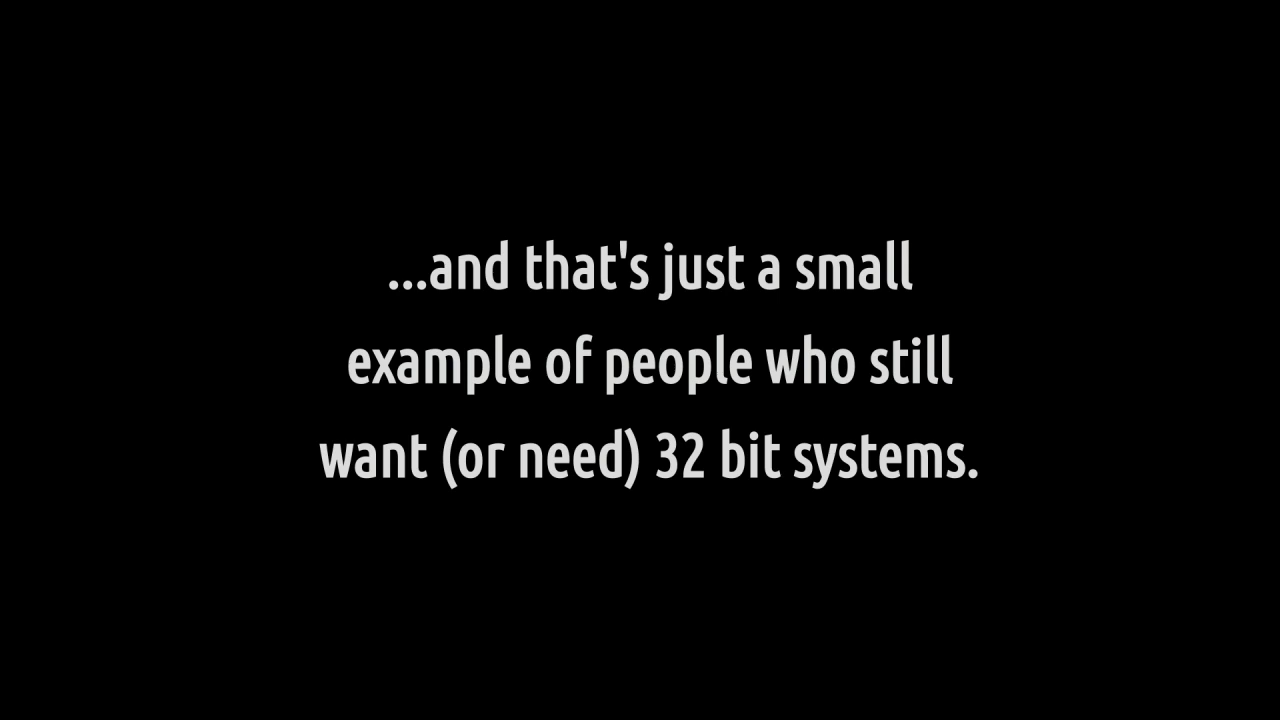 ...and that's just a small
example of people who still
want (or need) 32 bit systems.